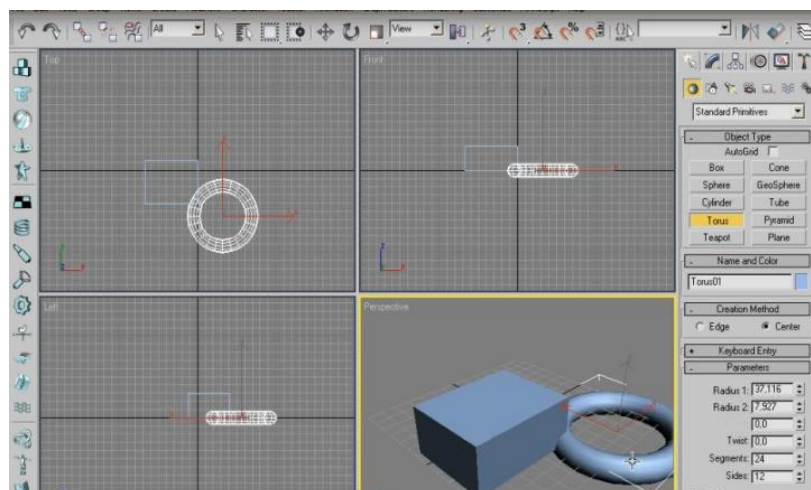 All
View
3
%
ABC
Standard Primitives
Top
Front
Left
Perspective
- Object Type
AutoGrid
Box Cone
Sphere GeoSphere
Cylinder Tube
Torus Pyramid
Teapot Plane
- Name and Color
Torus01
- Creation Method
Edge Center
+ Keyboard Entry
- Parameters
Radius 1: 37,116
Radius 2: 7,927
0,0
Twist: 0,0
Segments: 24
Sides: 12